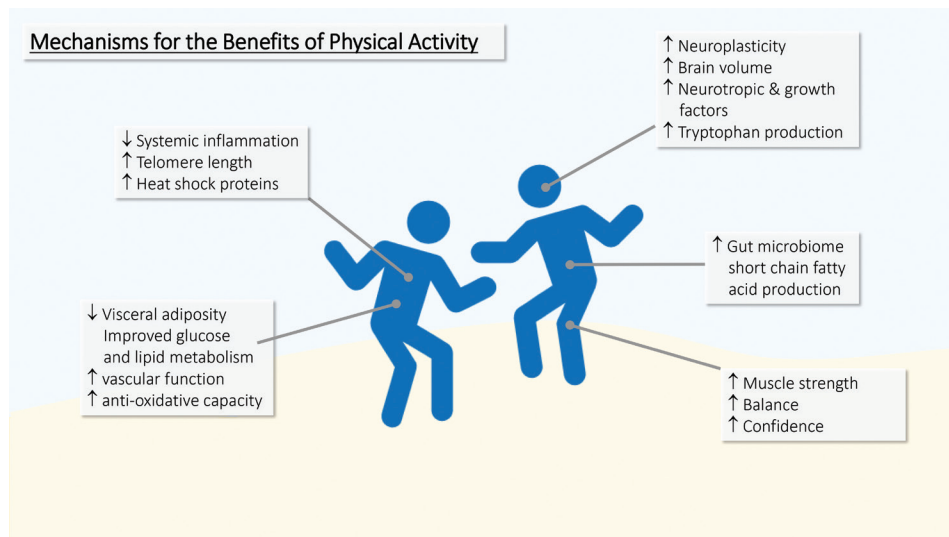 Mechanisms for the Benefits of Physical Activity
↑ Neuroplasticity
↑ Brain volume
↑ Neurotropic & growth
factors
↑ Tryptophan production
↓ Systemic inflammation
↑ Telomere length
↑ Heat shock proteins
↑ Gut microbiome
short chain fatty
acid production
↓ Visceral adiposity
Improved glucose
and lipid metabolism
↑ vascular function
↑ anti-oxidative capacity
↑ Muscle strength
↑ Balance
↑ Confidence